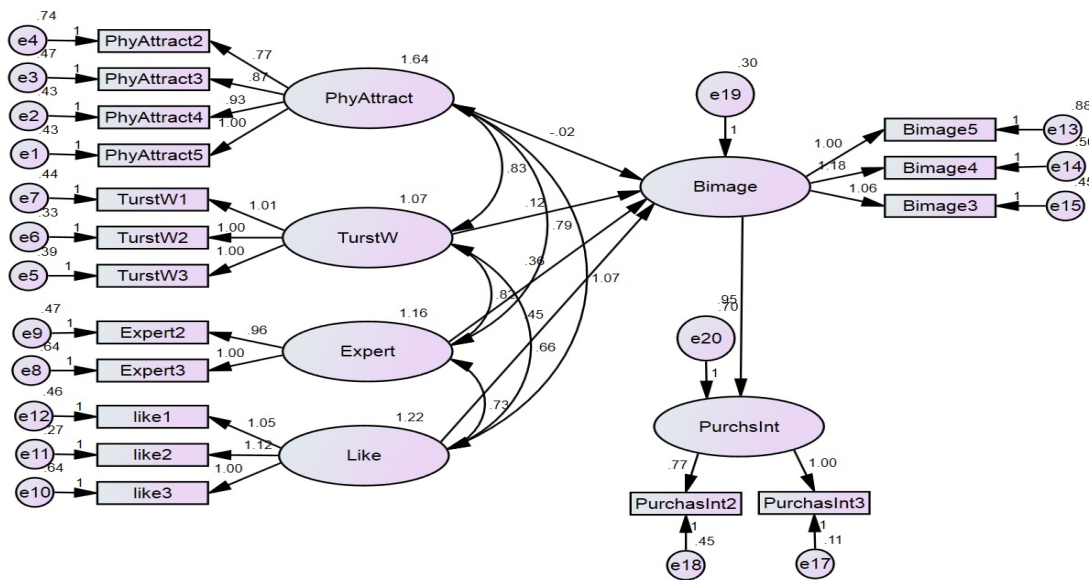 .74
e4 1 PhyAttract2
.47
e3 1 PhyAttract3
.43
e2 1 PhyAttract4
.43
e1 1 PhyAttract5
.77
.87
.93
1.00
1.64
PhyAttract
.44
e7 1 TurstW1
.33
e6 1 TurstW2
.39
e5 1 TurstW3
1.01
1.00
1.00
1.07
TurstW
.47
e9 1 Expert2
.64
e8 1 Expert3
.96
1.00
1.16
Expert
.46
e12 1 like1
.27
e11 1 like2
.64
e10 1 like3
1.05
1.12
1.00
1.22
Like
-.02
.83
.12
.79
.36
1.07
.82
.45
.66
.73
.30
e19
1
Bimage
1.00
1.18
1.06
.88
Bimage5 1 e13
Bimage4 1 e14
.45
Bimage3 1 e15
.95
.70
e20
1
PurchsInt
.77
1.00
PurchasInt2
PurchasInt3
1
.45
e18
1
.11
e17